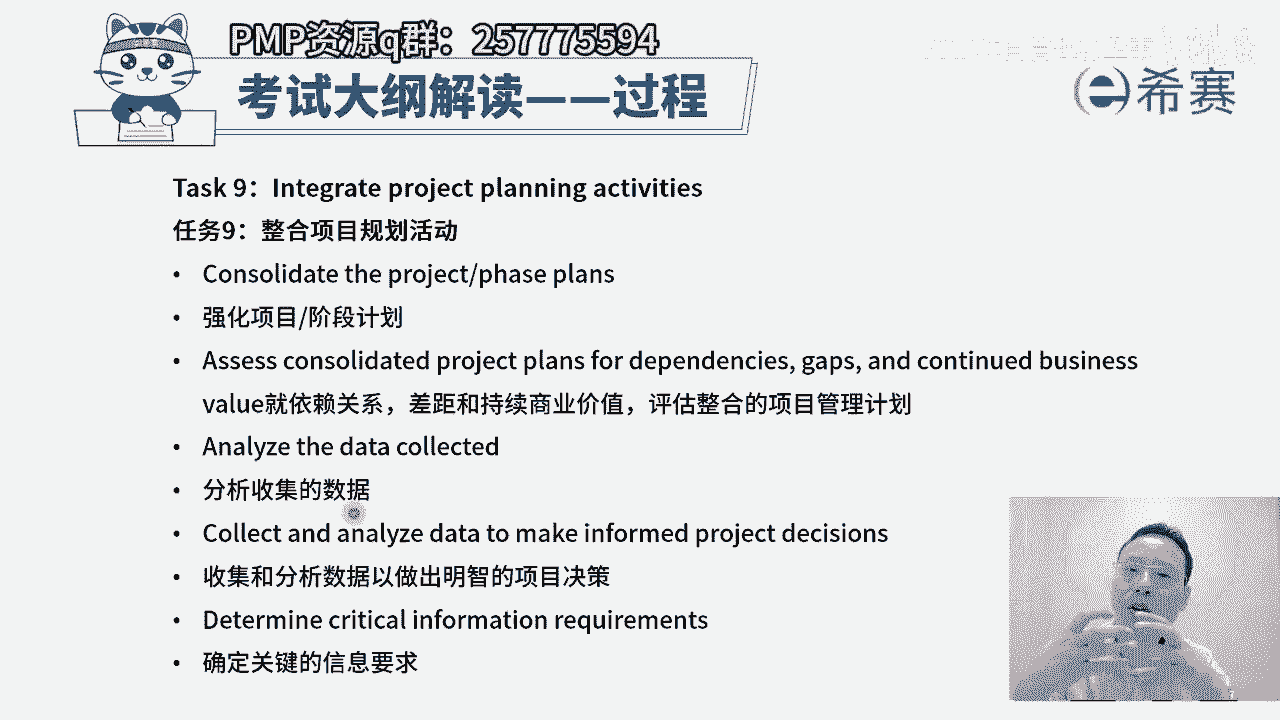 PMP资源q群：257775594
考试大纲解读——过程
希赛
Task 9：Integrate project planning activities
任务9：整合项目规划活动
• Consolidate the project/phase plans
• 强化项目/阶段计划
• Assess consolidated project plans for dependencies, gaps, and continued business
value就依赖关系，差距和持续商业价值，评估整合的项目管理计划
• Analyze the data collected
• 分析收集的数据
• Collect and analyze data to make informed project decisions
• 收集和分析数据以做出明智的项目决策
• Determine critical information requirements
• 确定关键的信息要求